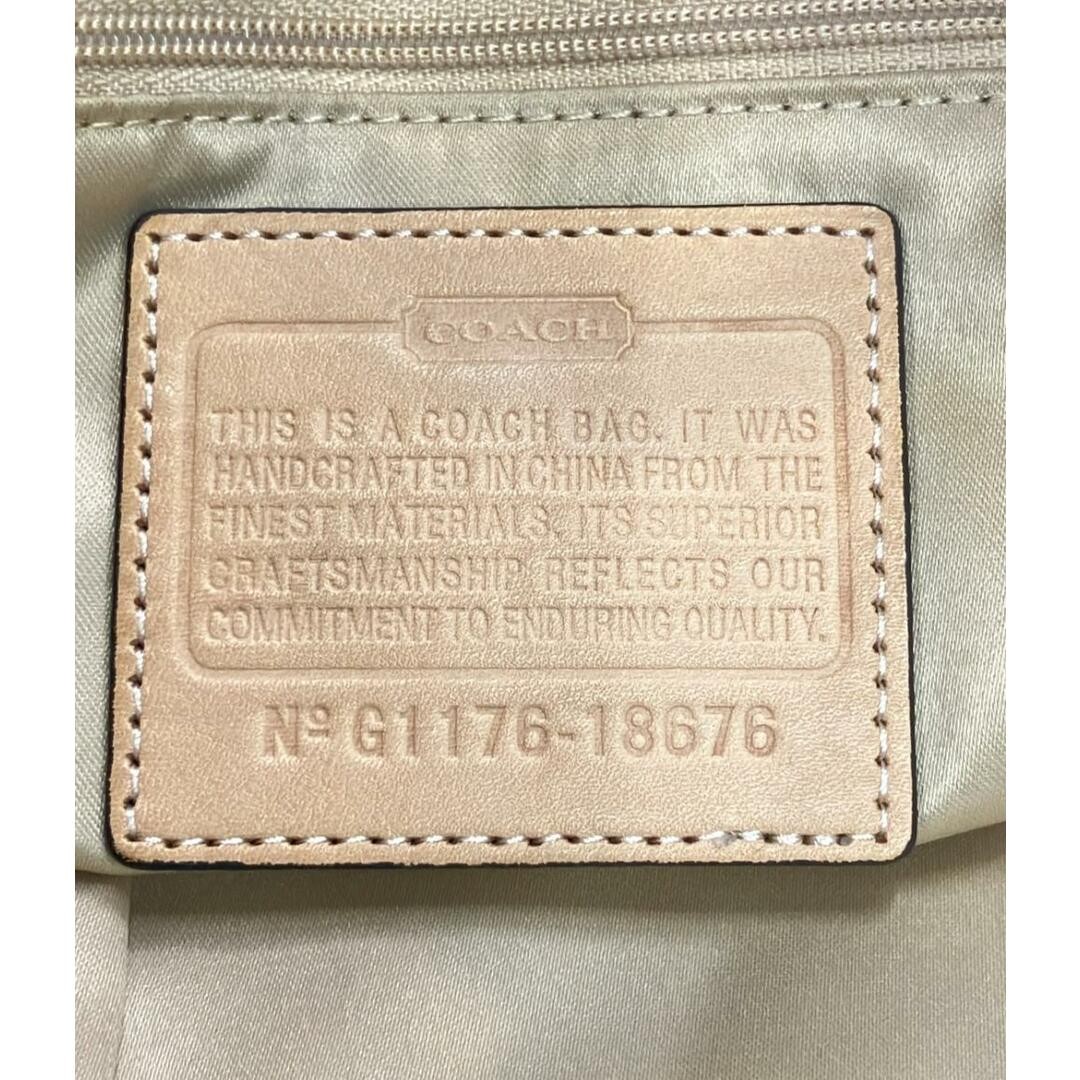 COACH
THIS IS A COACH BAG. IT WAS
HANDCRAFTED IN CHINA FROM THE
FINEST MATERIALS. ITS SUPERIOR
CRAFTSMANSHIP REFLECTS OUR
COMMITMENT TO ENDURING QUALITY.
Nº G1176-18676